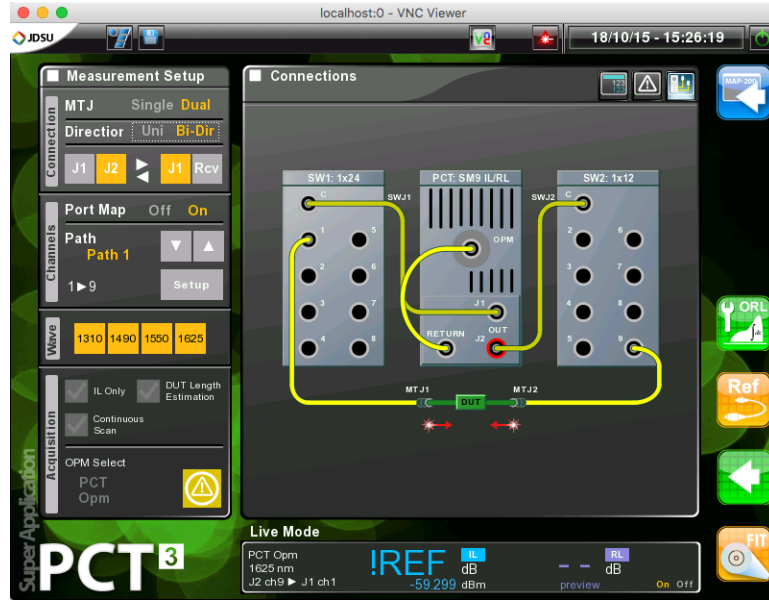 localhost:0 - VNC Viewer
JDSU
18/10/15 - 15:26:19
Measurement Setup
Connection
MTJ Single Dual
Directior Uni Bi-Dir
J1 J2 J1 Rcv
Channels
Port Map Off On
Path
Path 1
1►9 Setup
Wave
1310 1490 1550 1625
Acquisition
IL Only
DUT Length
Estimation
Continuous
Scan
OPM Select
PCT
Opm
Super Application
PCT 3
Connections
SW1: 1x24
C
1 5
2 6
3 7
4 8
SWJ1
PCT: SM9 IL/RL
OPM
J1
RETURN
OUT
J2
SWJ2
SW2: 1x12
C
2 6
3 7
4 8
5 9
MTJ1
DUT
MTJ2
Live Mode
PCT Opm
1625 nm
J2 ch9 ► J1 ch1
!REF
IL
dB
-59.299 dBm
-- 
RL
dB
preview
On Off
MAP-200
ORL
Ref
FIT